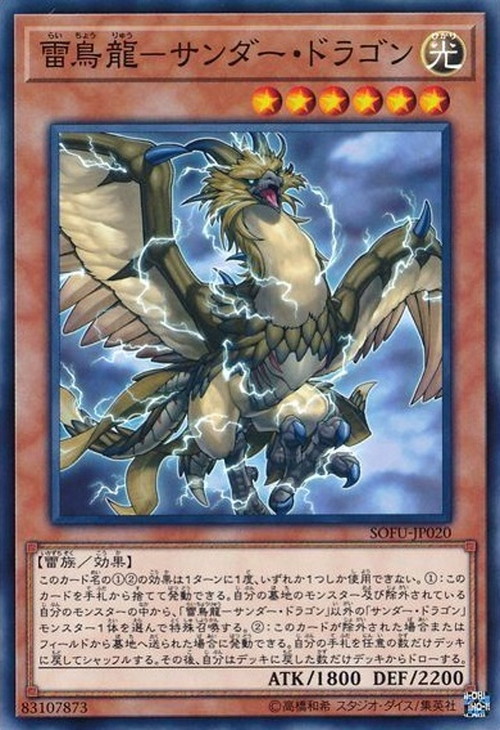 雷鳥龍－サンダー・ドラゴン
光
SOFU-JP020
【雷族／効果】
このカード名の①②の効果は1ターンに1度、いずれか1つしか使用できない。①：この
カードを手札から捨てて発動できる。自分の墓地のモンスター及び除外されている
自分のモンスターの中から、「雷鳥龍－サンダー・ドラゴン」以外の「サンダー・ドラゴン」
モンスター1体を選んで特殊召喚する。②：このカードが除外された場合または
フィールドから墓地へ送られた場合に発動できる。自分の手札を任意の数だけデッキ
に戻してシャッフルする。その後、自分はデッキに戻した数だけデッキからドローする。
ATK/1800 DEF/2200
83107873
©高橋和希 スタジオ・ダイス/集英社